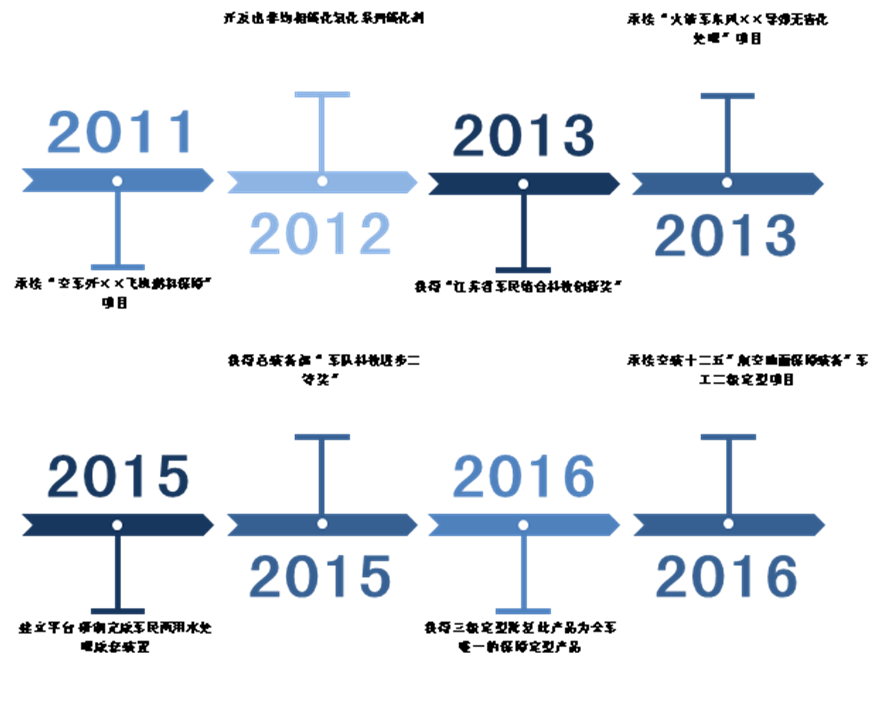 开发出非均相催化氧化系列催化剂
承接“火箭军东风××导弹无害化
处理”项目
2011
2012
2013
2013
承接“空军歼××飞机燃料保障”
项目
获得“江苏省军民结合科技创新奖”
获得总装备部“军队科技进步二
等奖”
承接空装十二五“航空地面保障装备”军
工二级定型项目
2015
2015
2016
2016
建立平台 研制完成军民两用水处
理成套装置
获得三级定型批复 此产品为全军
唯一的保障定型产品